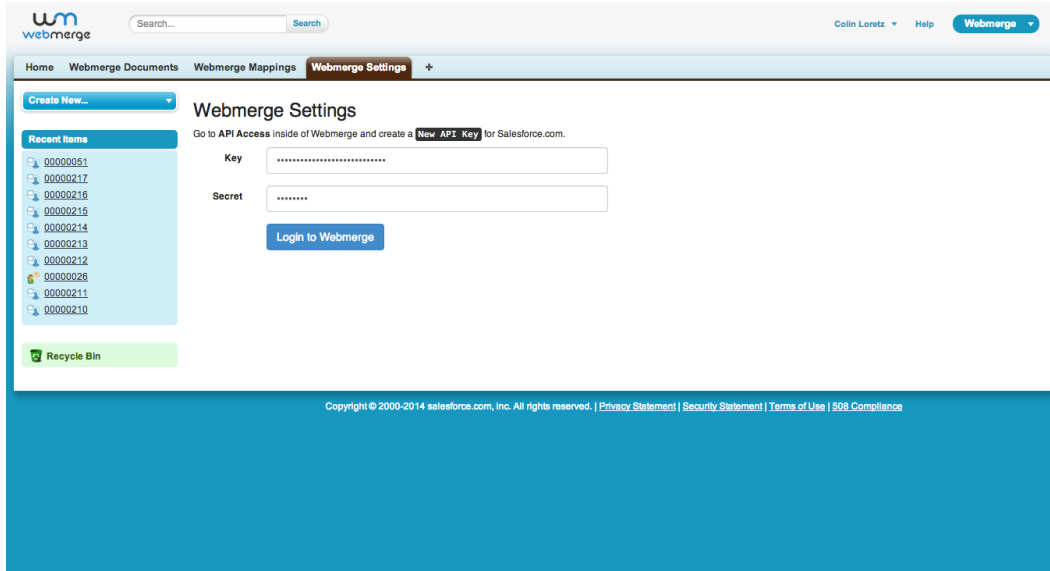 wm
webmerge
Search...
Search
Colin Loretz
Help
Webmerge
Home
Webmerge Documents
Webmerge Mappings
Webmerge Settings
+
Create New...
Recent Items
00000051
00000217
00000216
00000215
00000214
00000213
00000212
00000026
00000211
00000210
Recycle Bin
Webmerge Settings
Go to API Access inside of Webmerge and create a New API Key for Salesforce.com.
Key
Secret
Login to Webmerge
Copyright © 2000-2014 salesforce.com, inc. All rights reserved. | Privacy Statement | Security Statement | Terms of Use | 508 Compliance